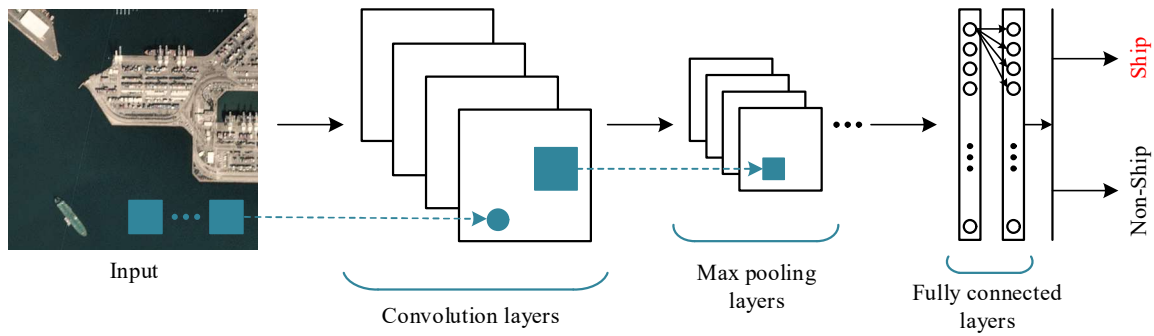 Input
Convolution layers
Max pooling
layers
Fully connected
layers
Ship
Non-Ship